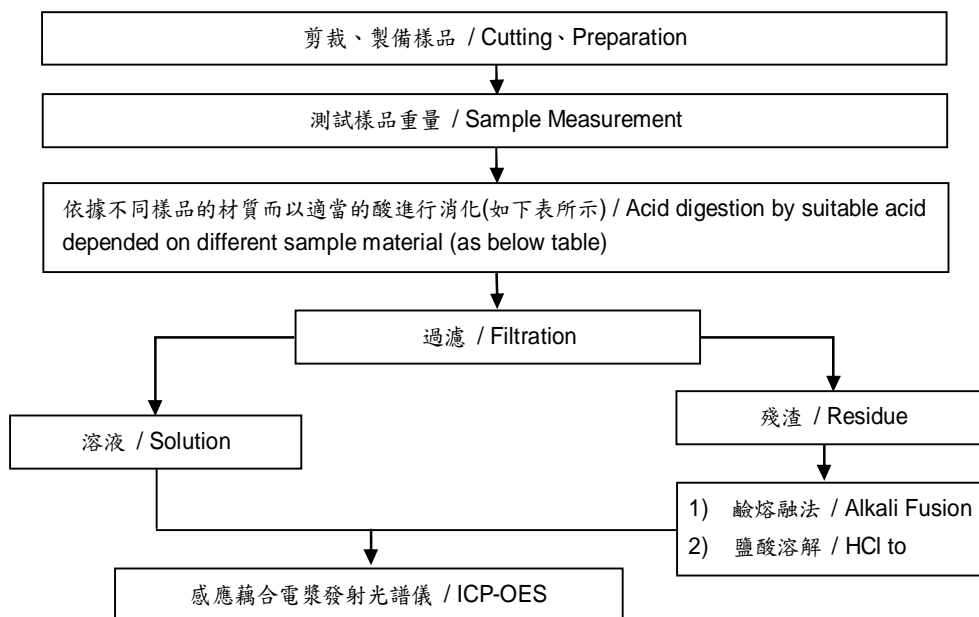 剪裁、製備樣品 / Cutting、Preparation
測試樣品重量 / Sample Measurement
依據不同樣品的材質而以適當的酸進行消化(如下表所示) / Acid digestion by suitable acid
depended on different sample material (as below table)
過濾 / Filtration
溶液 / Solution
殘渣 / Residue
1) 鹼熔融法 / Alkali Fusion
2) 鹽酸溶解 / HCl to
感應藕合電漿發射光譜儀 / ICP-OES